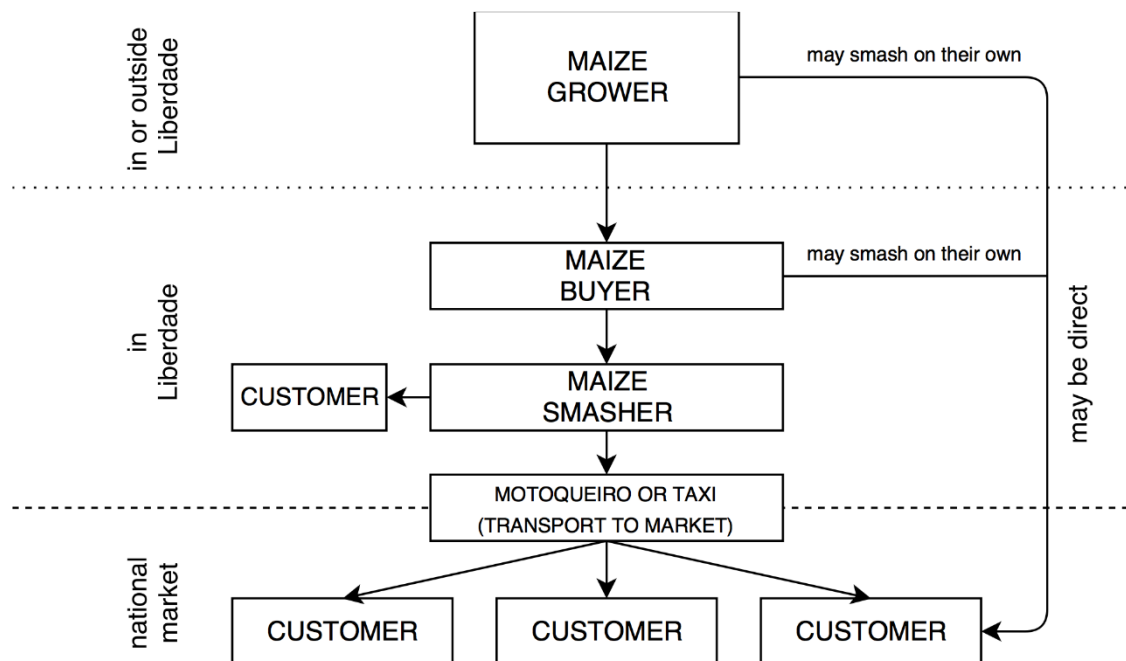 in or outside
Liberdade
MAIZE
GROWER
may smash on their own
in
Liberdade
MAIZE
BUYER
may smash on their own
may be direct
CUSTOMER
MAIZE
SMASHER
MOTOQUEIRO OR TAXI
(TRANSPORT TO MARKET)
national
market
CUSTOMER
CUSTOMER
CUSTOMER